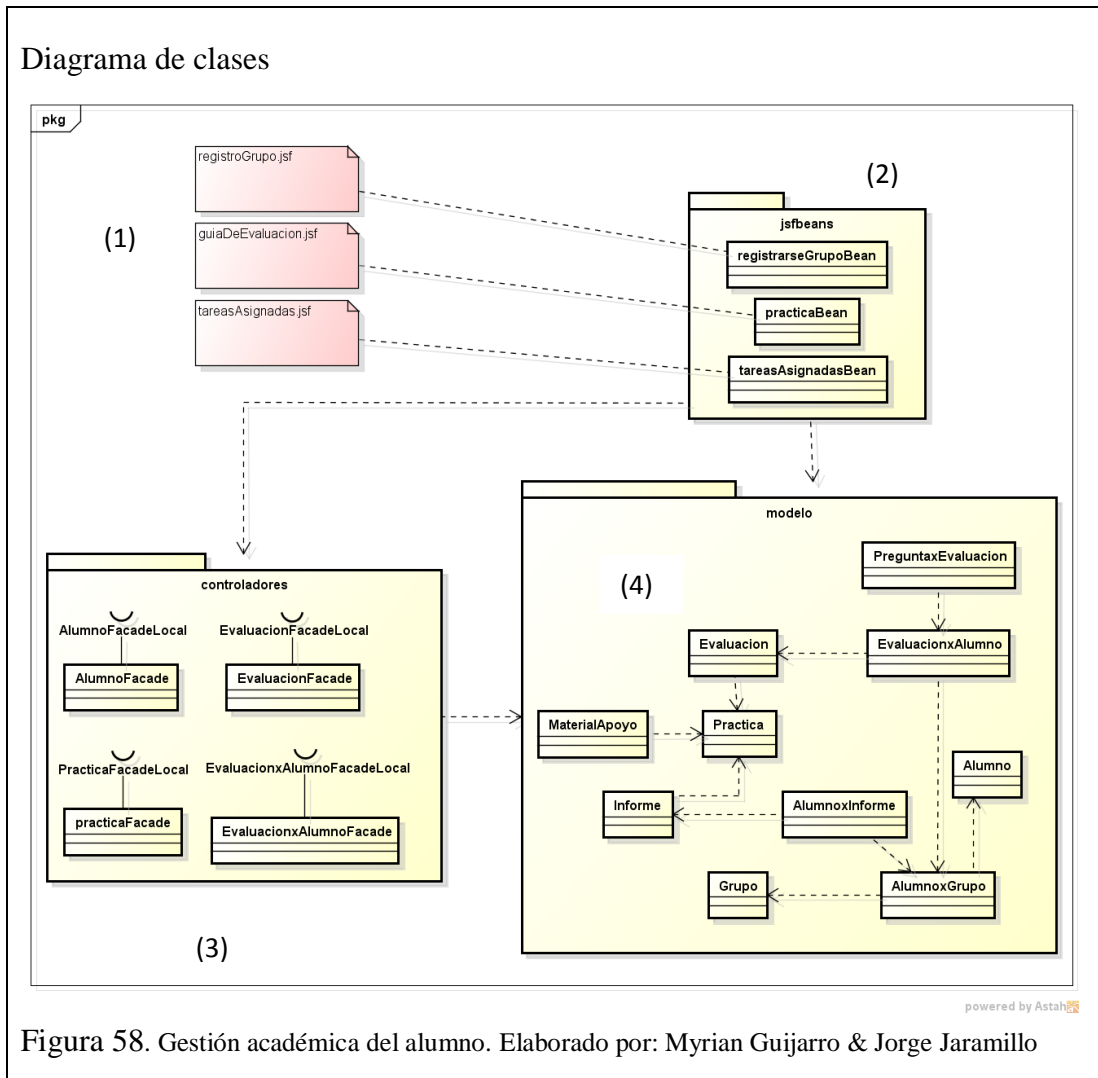 Diagrama de clases
pkg
registroGrupo.jsf
(1)
guiaDeEvaluacion.jsf
tareasAsignadas.jsf
(2)
jsfbeans
registrarseGrupoBean
practicaBean
tareasAsignadasBean
controladores
AlumnoFacadeLocal
EvaluacionFacadeLocal
AlumnoFacade
EvaluacionFacade
PracticaFacadeLocal
EvaluacionxAlumnoFacadeLocal
practicaFacade
EvaluacionxAlumnoFacade
(3)
modelo
(4)
PreguntaxEvaluacion
Evaluacion
EvaluacionxAlumno
MaterialApoyo
Practica
Alumno
Informe
AlumnoxInforme
Grupo
AlumnoxGrupo
powered by Astah
Figura 58. Gestión académica del alumno. Elaborado por: Myrian Guijarro & Jorge Jaramillo